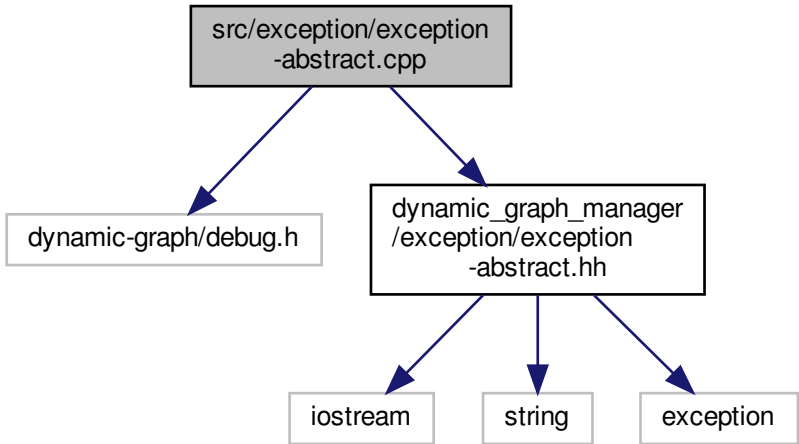 src/exception/exception
-abstract.cpp
dynamic-graph/debug.h
dynamic_graph_manager
/exception/exception
-abstract.hh
iostream
string
exception